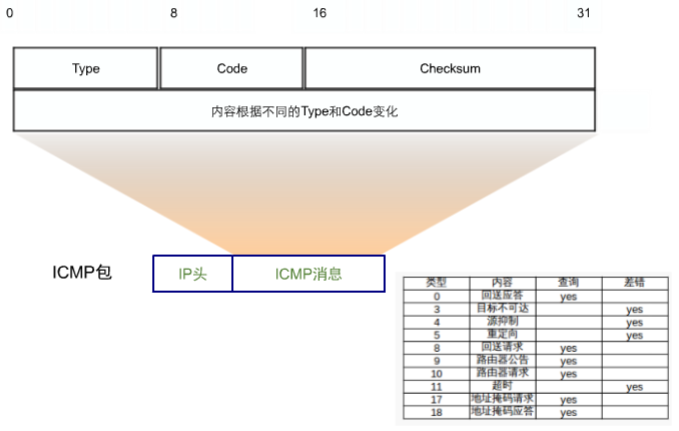 0 8 16 31
Type Code Checksum
内容根据不同的Type和Code变化
ICMP包 IP头 ICMP消息
类型 内容 查询 差错
0 回送应答 yes
3 目标不可达 yes
4 源抑制 yes
5 重定向 yes
8 回送请求 yes
9 路由器公告 yes
10 路由器请求 yes
11 超时 yes
17 地址掩码请求 yes
18 地址掩码应答 yes